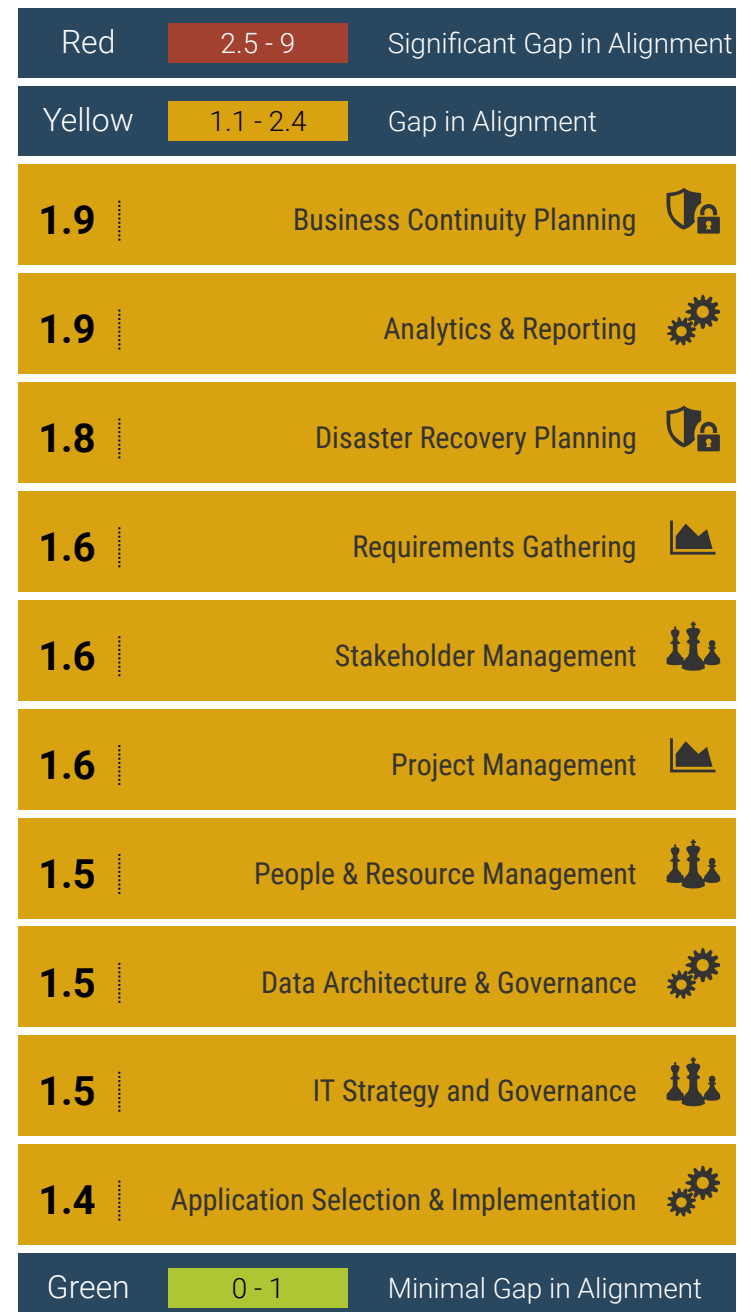 Red 2.5 - 9 Significant Gap in Alignment
Yellow 1.1 - 2.4 Gap in Alignment
1.9 Business Continuity Planning
1.9 Analytics & Reporting
1.8 Disaster Recovery Planning
1.6 Requirements Gathering
1.6 Stakeholder Management
1.6 Project Management
1.5 People & Resource Management
1.5 Data Architecture & Governance
1.5 IT Strategy and Governance
1.4 Application Selection & Implementation
Green 0 - 1 Minimal Gap in Alignment